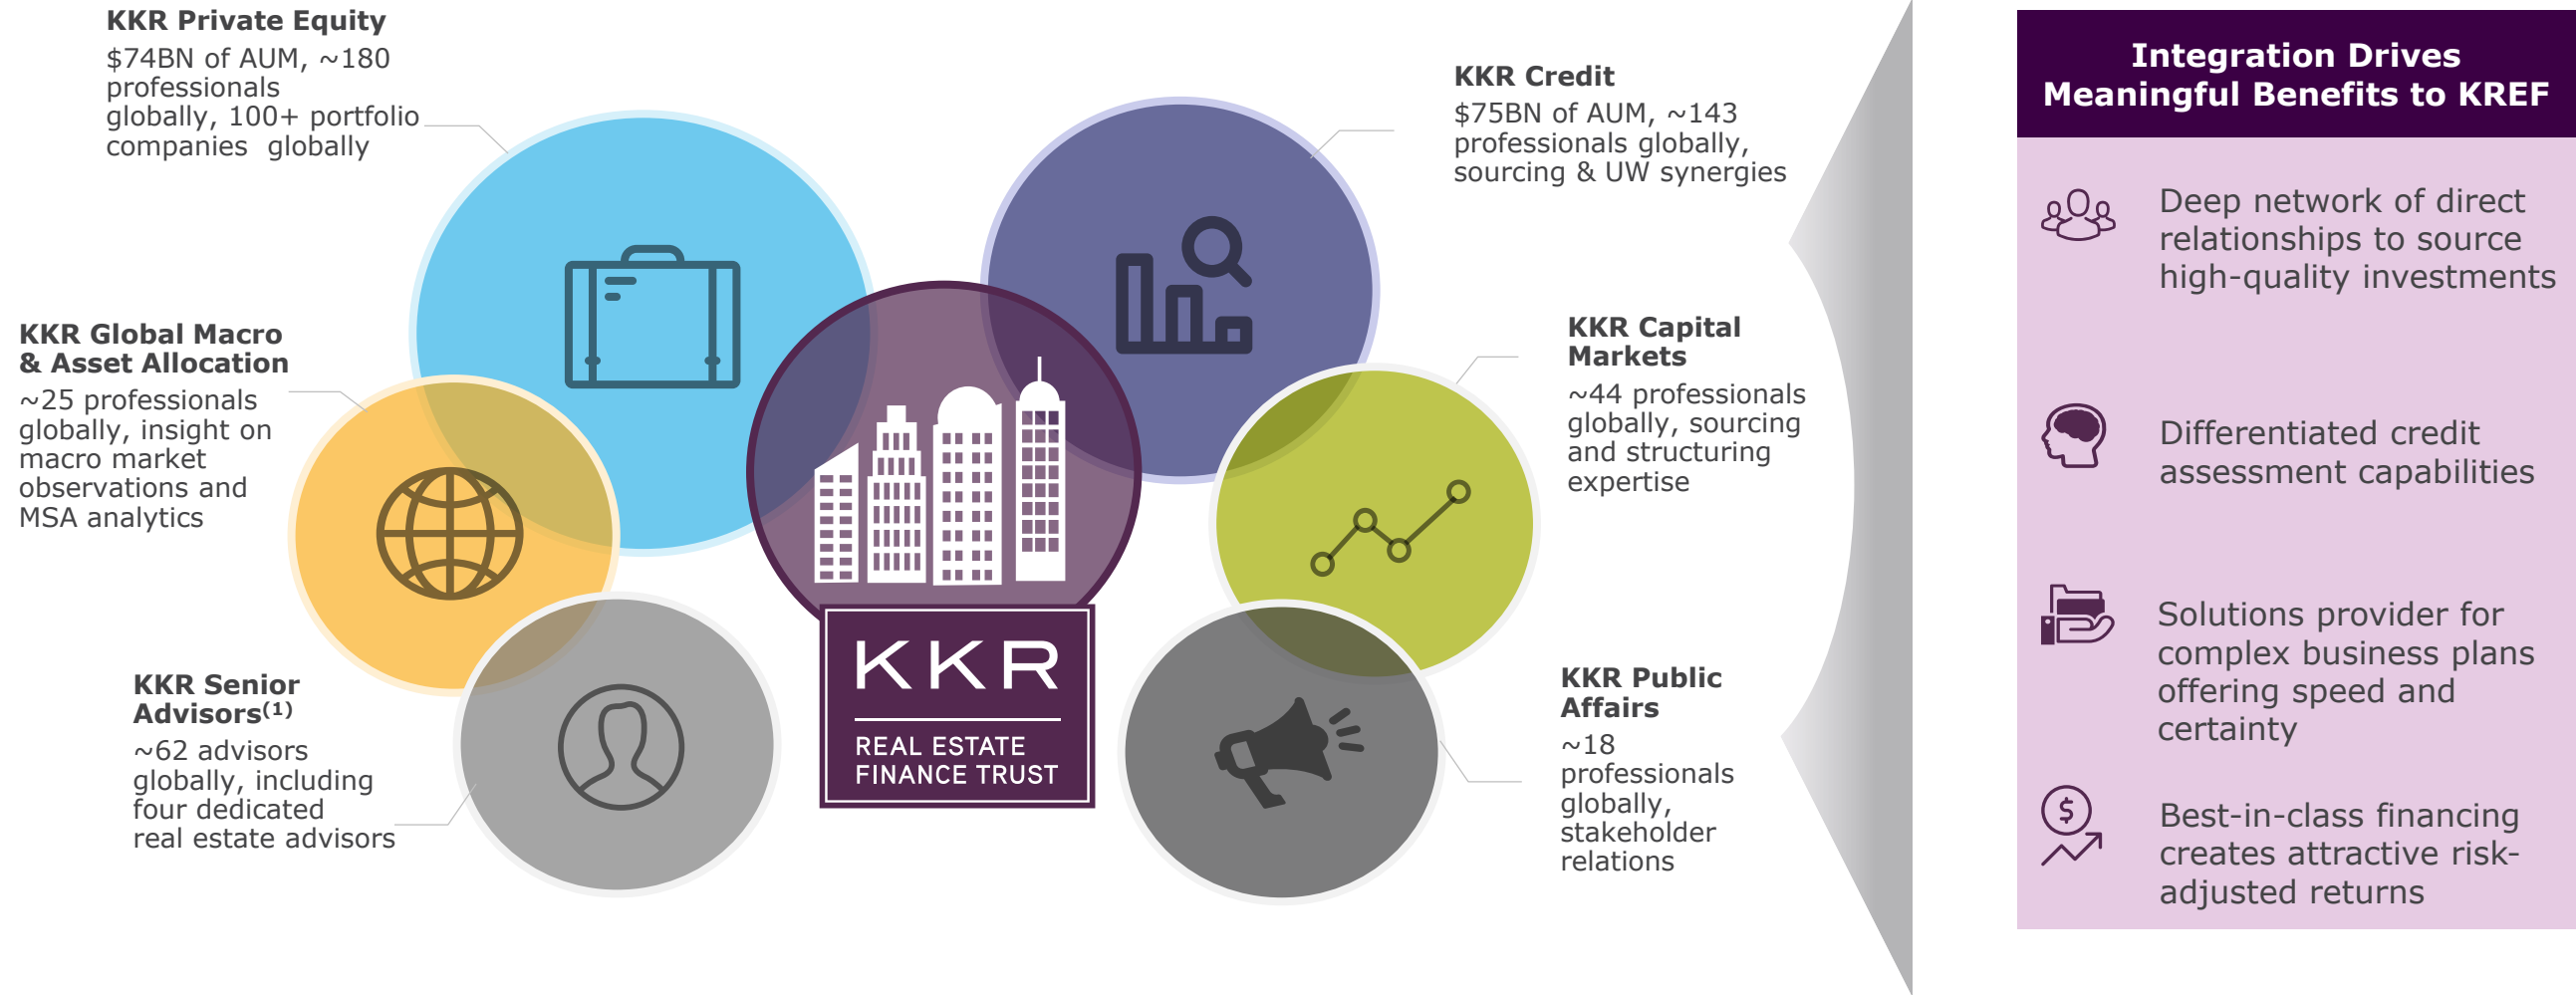 KKR Private Equity
$74BN of AUM, ~180
professionals
globally, 100+ portfolio
companies globally
KKR Global Macro
& Asset Allocation
~25 professionals
globally, insight on
macro market
observations and
MSA analytics
KKR Senior
Advisors(1)
~62 advisors
globally, including
four dedicated
real estate advisors
KKR
REAL ESTATE
FINANCE TRUST
KKR Credit
$75BN of AUM, ~143
professionals globally,
sourcing & UW synergies
KKR Capital
Markets
~44 professionals
globally, sourcing
and structuring
expertise
KKR Public
Affairs
~18
professionals
globally,
stakeholder
relations
Integration Drives
Meaningful Benefits to KREF
Deep network of direct
relationships to source
high-quality investments
Differentiated credit
assessment capabilities
Solutions provider for
complex business plans
offering speed and
certainty
$
Best-in-class financing
creates attractive risk-
adjusted returns